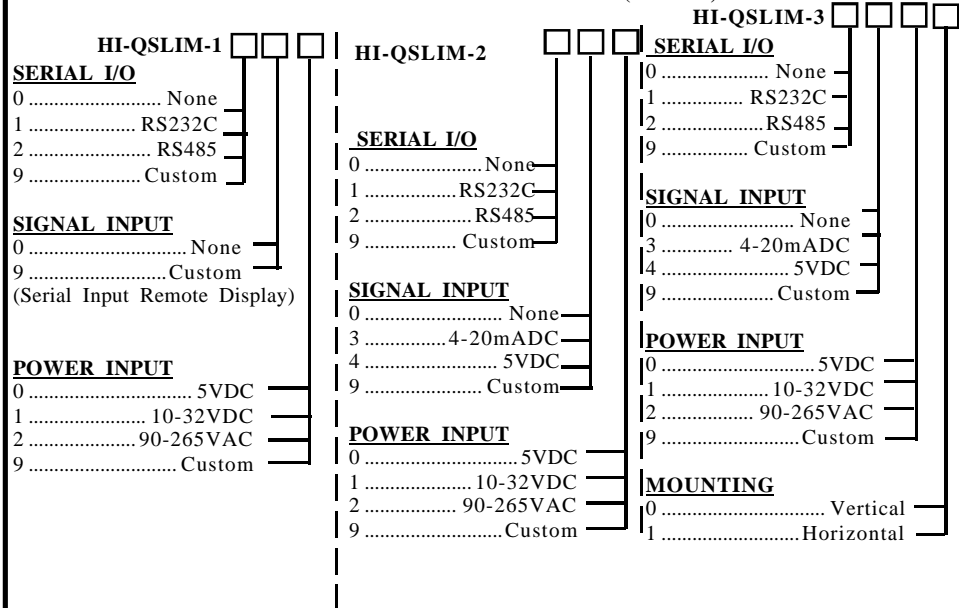 HI-QSLIM-1
SERIAL I/O
0 ......................... None
1 .................... RS232C
2 ........................ RS485
9 ..................... Custom
SIGNAL INPUT
0 .............................. None
9 ..........................Custom
(Serial Input Remote Display)
POWER INPUT
0 ............................... 5VDC
1 ...................... 10-32VDC
2 ....................90-265VAC
9 ............................ Custom
HI-QSLIM-2
SERIAL I/O
0 ......................None
1 .................RS232C
2 ....................RS485
9 ................. Custom
SIGNAL INPUT
0 .......................... None
3 ...............4-20mADC
4 ........................ 5VDC
9 ...................... Custom
POWER INPUT
0 .............................5VDC
1 .................... 10-32VDC
2 ................. 90-265VAC
9 ..........................Custom
HI-QSLIM-3
SERIAL I/O
0 .................... None
1 ............... RS232C
2 ...................RS485
9 ................. Custom
SIGNAL INPUT
0 ......................... None
3 ............. 4-20mADC
4 ........................ 5VDC
9 ..................... Custom
POWER INPUT
0 .............................5VDC
1 .................... 10-32VDC
2 ................. 90-265VAC
9 ..........................Custom
MOUNTING
0 ............................... Vertical
1 ..........................Horizontal